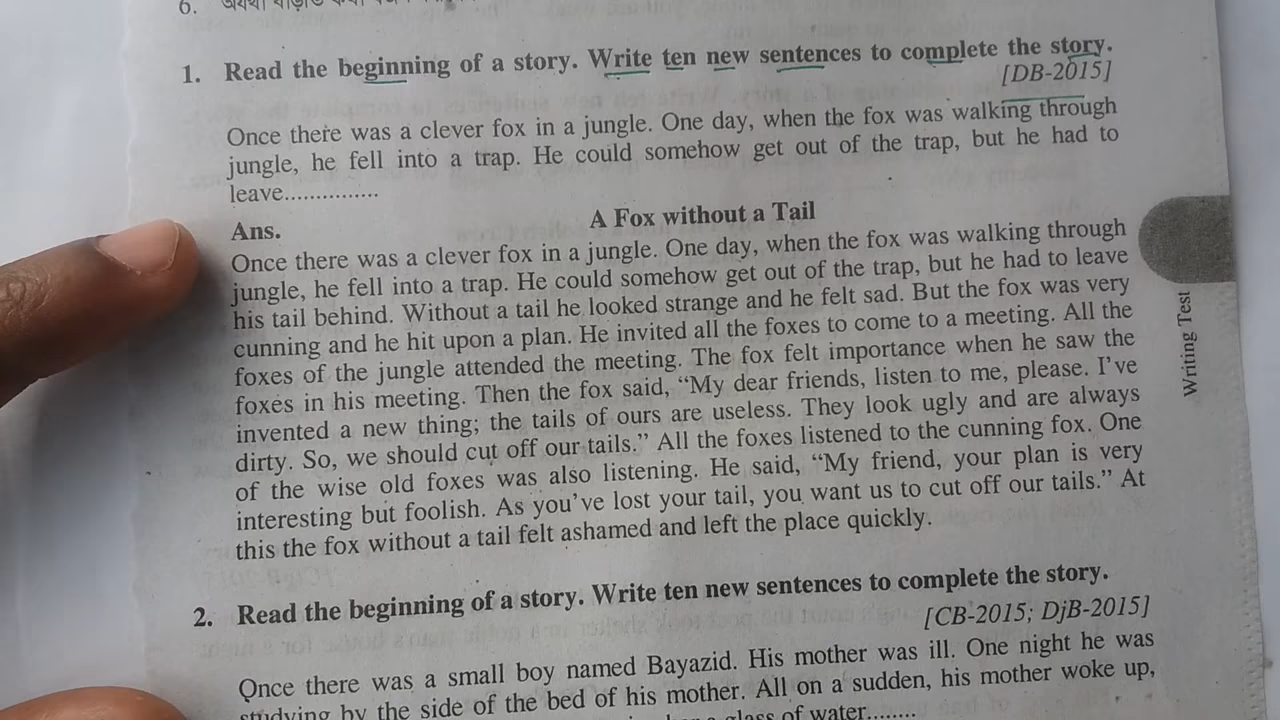 6.
1. Read the beginning of a story. Write ten new sentences to complete the story.
[DB-2015]
Once there was a clever fox in a jungle. One day, when the fox was walking through
jungle, he fell into a trap. He could somehow get out of the trap, but he had to
leave...............
Ans. A Fox without a Tail
Once there was a clever fox in a jungle. One day, when the fox was walking through
jungle, he fell into a trap. He could somehow get out of the trap, but he had to leave
his tail behind. Without a tail he looked strange and he felt sad. But the fox was very
cunning and he hit upon a plan. He invited all the foxes to come to a meeting. All the
foxes of the jungle attended the meeting. The fox felt importance when he saw the
foxes in his meeting. Then the fox said, “My dear friends, listen to me, please. I’ve
invented a new thing; the tails of ours are useless. They look ugly and are always
dirty. So, we should cut off our tails.” All the foxes listened to the cunning fox. One
of the wise old foxes was also listening. He said, “My friend, your plan is very
interesting but foolish. As you’ve lost your tail, you want us to cut off our tails.” At
this the fox without a tail felt ashamed and left the place quickly.
Writing Test
2. Read the beginning of a story. Write ten new sentences to complete the story.
[CB-2015; DjB-2015]
Once there was a small boy named Bayazid. His mother was ill. One night he was
studying by the side of the bed of his mother. All on a sudden, his mother woke up,
glass of water........